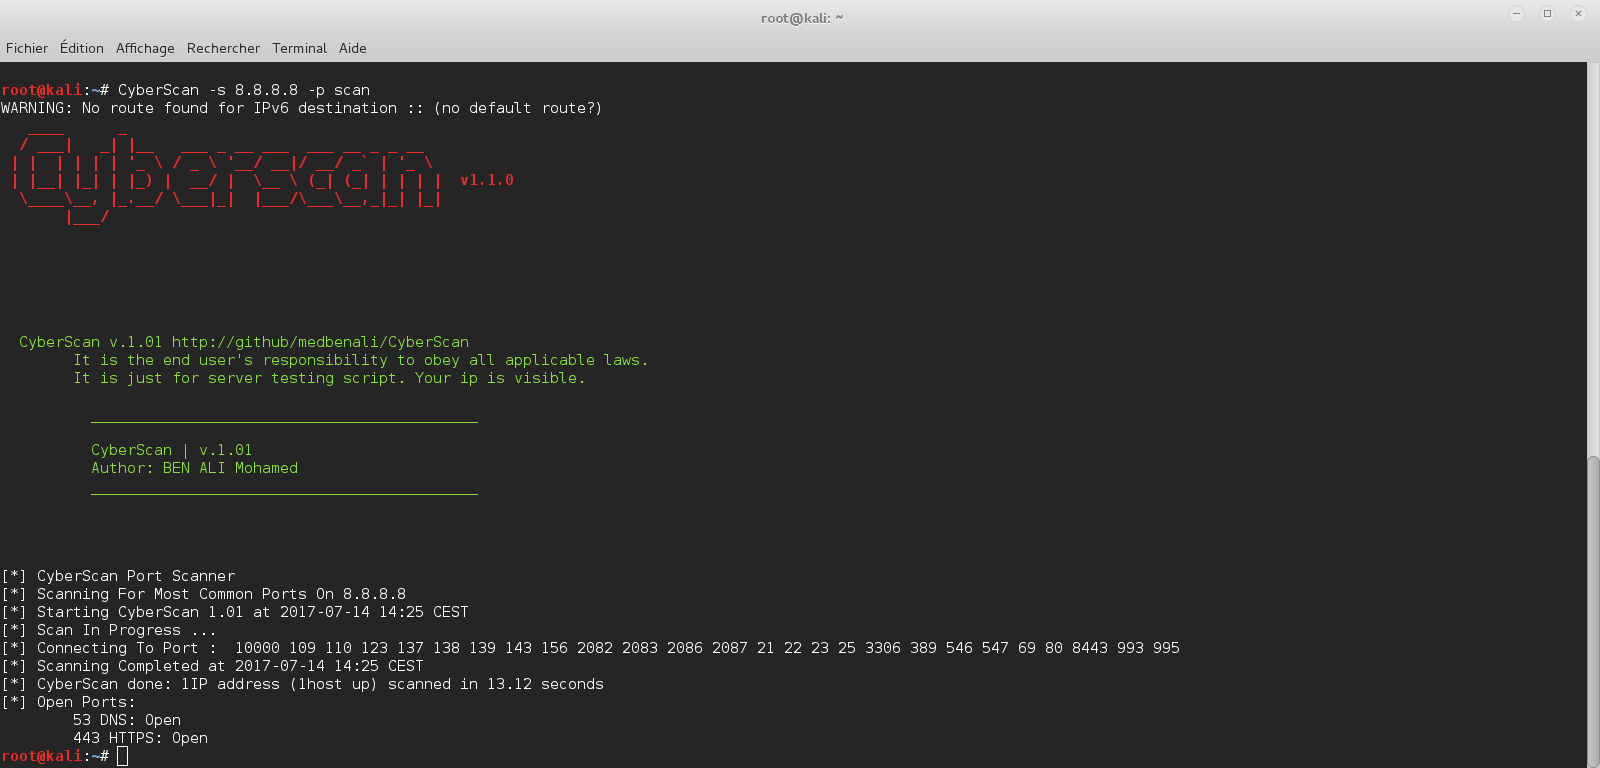 root@kali: ~
Fichier Édition Affichage Rechercher Terminal Aide
root@kali:~# CyberScan -s 8.8.8.8 -p scan
WARNING: No route found for IPv6 destination :: (no default route?)
Cyberscan v1.1.0
CyberScan v.1.01 http://github/medbenali/CyberScan
It is the end user's responsibility to obey all applicable laws.
It is just for server testing script. Your ip is visible.
CyberScan | v.1.01
Author: BEN ALI Mohamed
[*] CyberScan Port Scanner
[*] Scanning For Most Common Ports On 8.8.8.8
[*] Starting CyberScan 1.01 at 2017-07-14 14:25 CEST
[*] Scan In Progress ...
[*] Connecting To Port :  10000 109 110 123 137 138 139 143 156 2082 2083 2086 2087 21 22 23 25 3306 389 546 547 69 80 8443 993 995
[*] Scanning Completed at 2017-07-14 14:25 CEST
[*] CyberScan done: 1IP address (1host up) scanned in 13.12 seconds
[*] Open Ports:
53 DNS: Open
443 HTTPS: Open
root@kali:~#